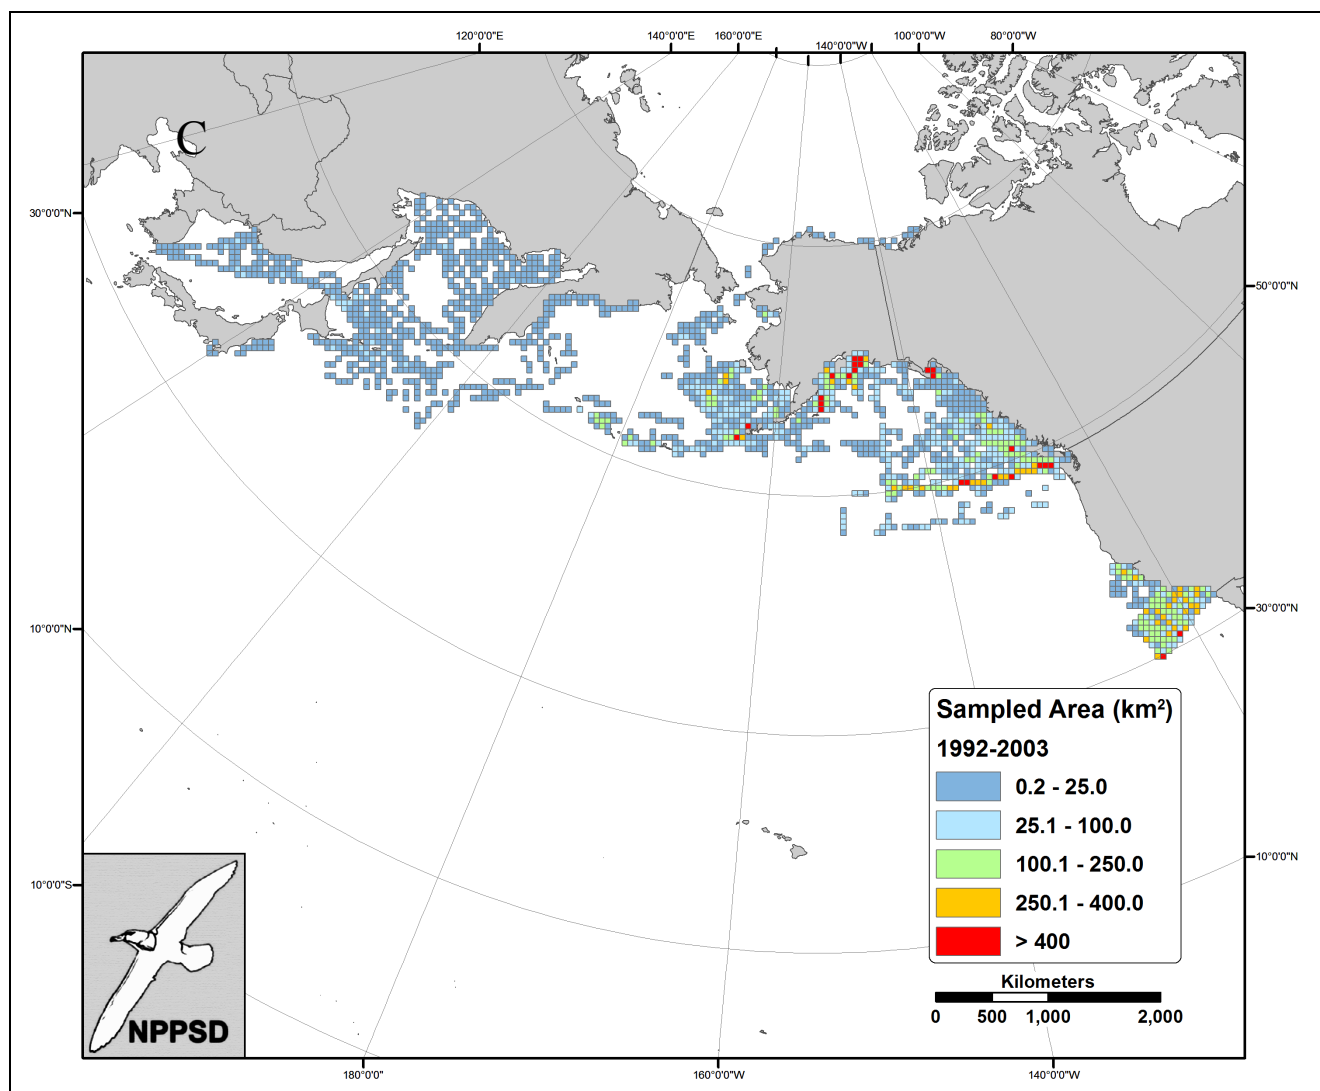 120°0'0"E
140°0'0"E
160°0'0"E
140°0'0"W
100°0'0"W
80°0'0"W
C
30°0'0"N
50°0'0"N
30°0'0"N
10°0'0"N
10°0'0"N
10°0'0"S
Sampled Area (km²)
1992-2003
0.2 - 25.0
25.1 - 100.0
100.1 - 250.0
250.1 - 400.0
> 400
Kilometers
0 500 1,000 2,000
NPPSD
180°0'0"
160°0'0"W
140°0'0"W